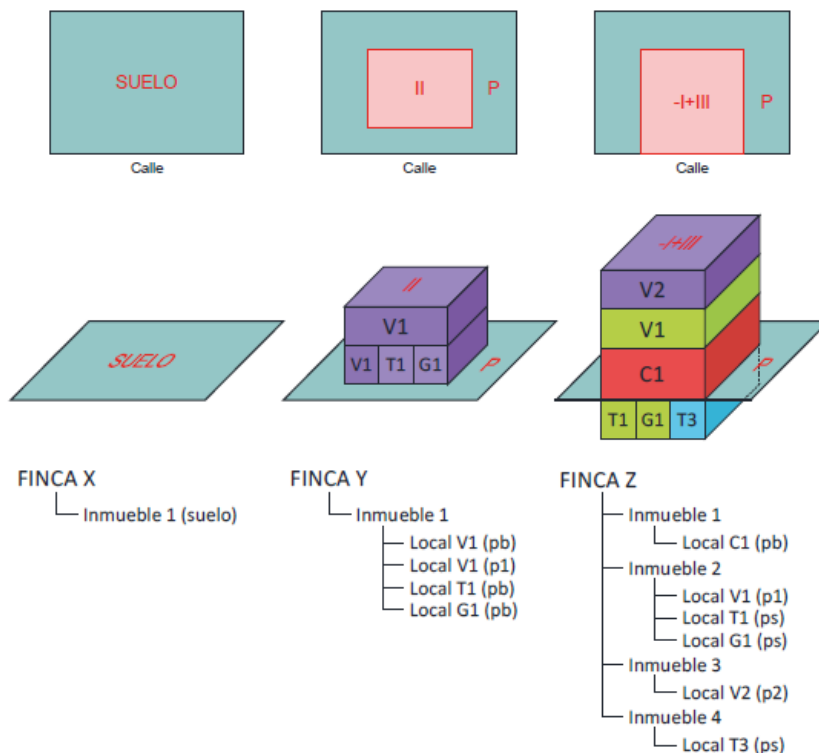 SUELO
II
P
-I+III
P
Calle
Calle
Calle
SUELO
II
V1
V1 T1 G1
P
-I+III
V2
V1
C1
P
T1 G1 T3
FINCA X
Inmueble 1 (suelo)
FINCA Y
Inmueble 1
Local V1 (pb)
Local V1 (p1)
Local T1 (pb)
Local G1 (pb)
FINCA Z
Inmueble 1
Local C1 (pb)
Inmueble 2
Local V1 (p1)
Local T1 (ps)
Local G1 (ps)
Inmueble 3
Local V2 (p2)
Inmueble 4
Local T3 (ps)